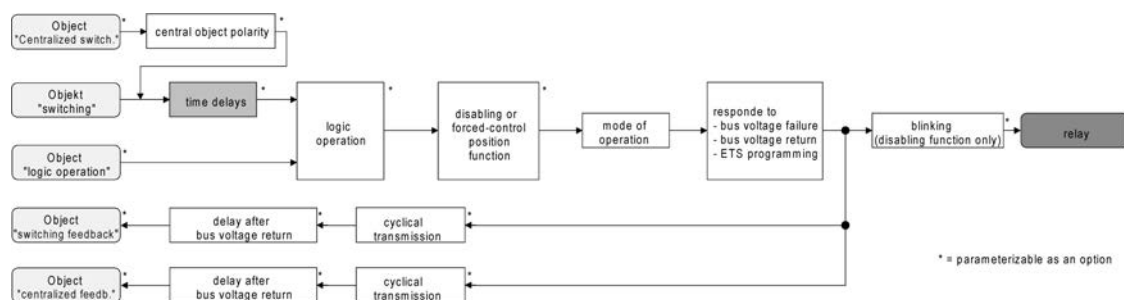 Object
"Centralized switch."
*
central object polarity
*
Objekt
"switching"
time delays
*
logic
operation
*
disabling or
forced-control
position
function
*
mode of
operation
responde to
- bus voltage failure
- bus voltage return
- ETS programming
blinking
(disabling function only)
*
relay
Object
"logic operation"
*
Object
"switching feedback"
*
delay after
bus voltage return
*
cyclical
transmission
*
* = parameterizable as an option
Object
"centralized feedb."
*
delay after
bus voltage return
*
cyclical
transmission
*